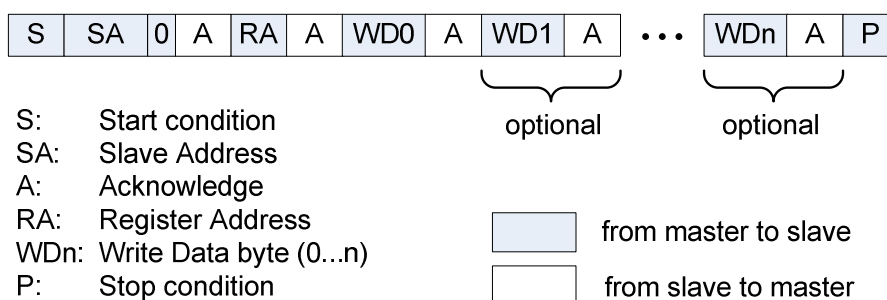 S SA 0 A RA A WD0 A WD1 A ••• WDn A P
optional optional
S: Start condition
SA: Slave Address
A: Acknowledge
RA: Register Address
WDn: Write Data byte (0...n)
P: Stop condition
from master to slave
from slave to master